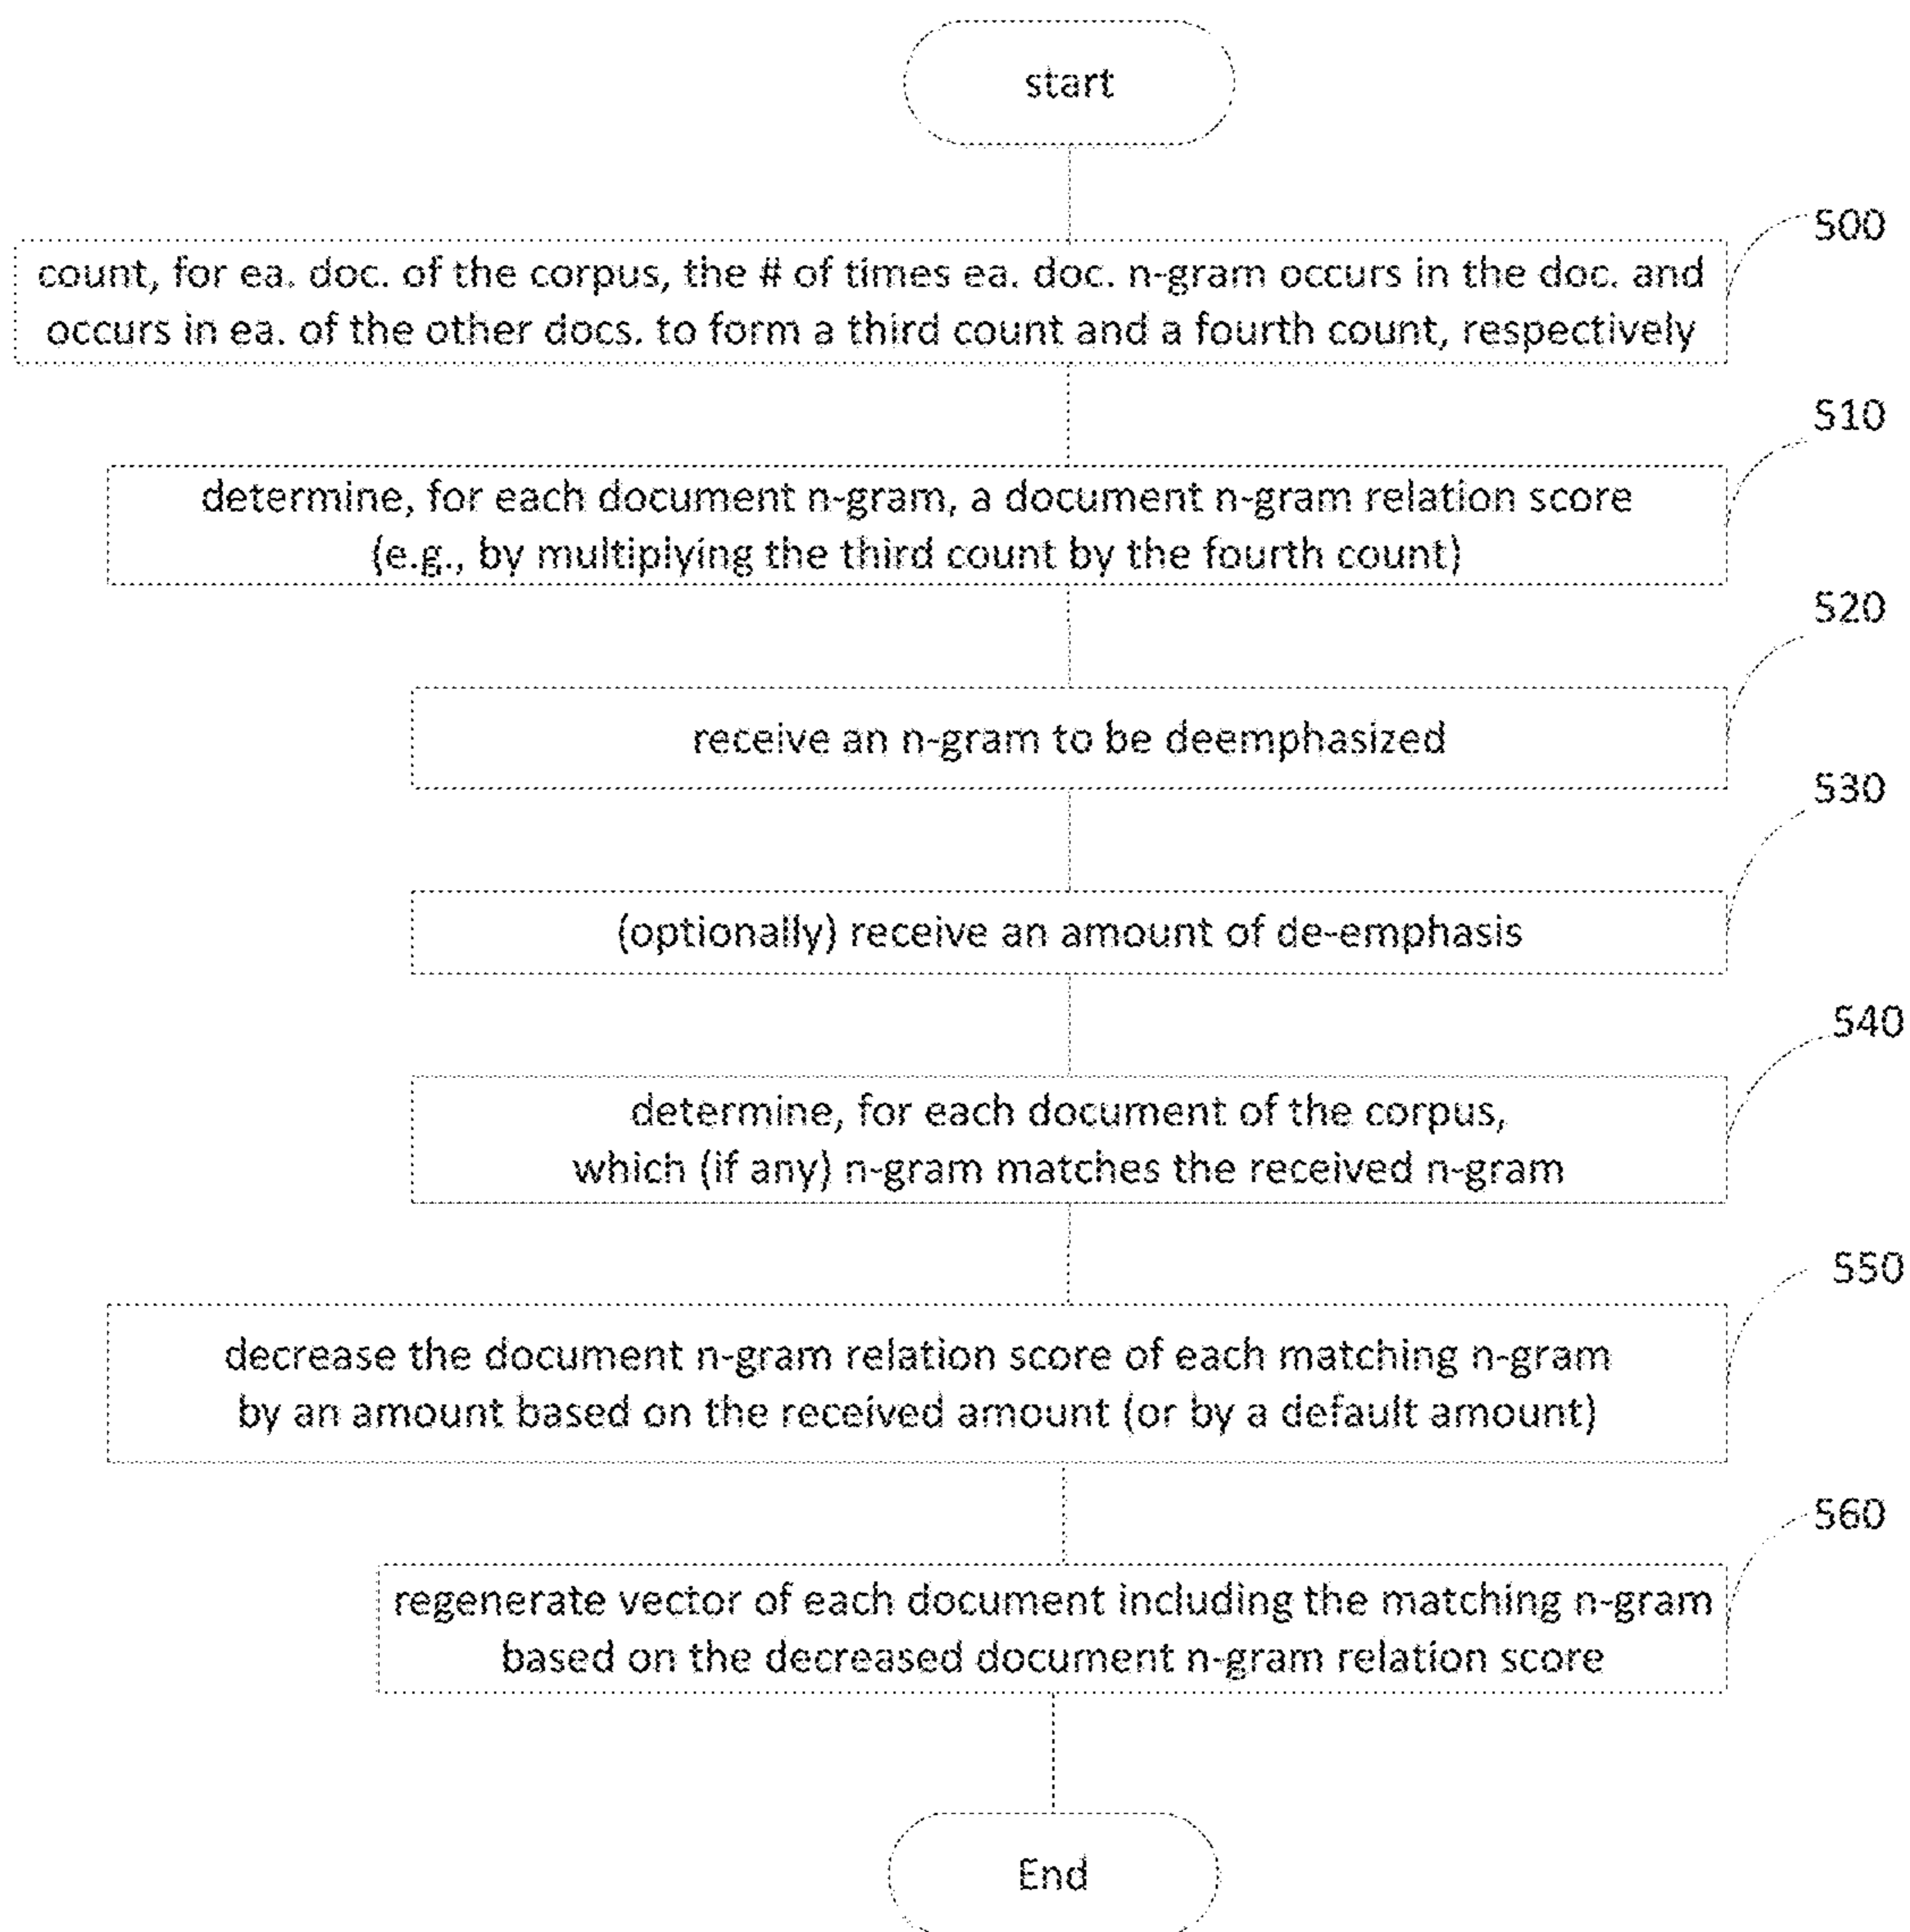 start
500
count, for ea. doc. of the corpus, the # of times ea. doc. n-gram occurs in the doc. and
occurs in ea. of the other docs. to form a third count and a fourth count, respectively
510
determine, for each document n-gram, a document n-gram relation score
(e.g., by multiplying the third count by the fourth count)
520
receive an n-gram to be deemphasized
530
(optionally) receive an amount of de-emphasis
540
determine, for each document of the corpus,
which (if any) n-gram matches the received n-gram
550
decrease the document n-gram relation score of each matching n-gram
by an amount based on the received amount (or by a default amount)
560
regenerate vector of each document including the matching n-gram
based on the decreased document n-gram relation score
End